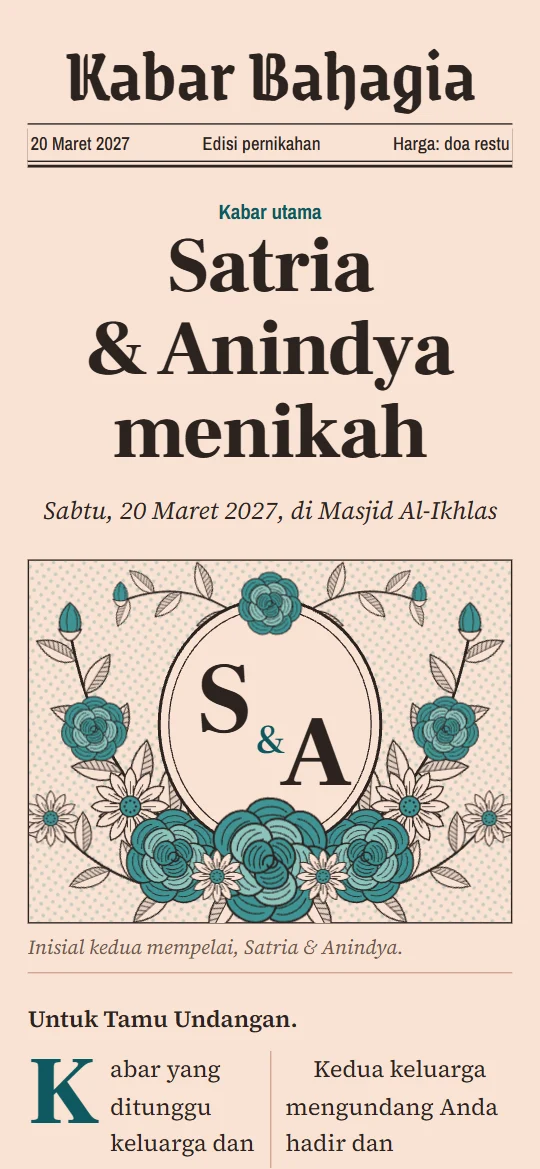 Kabar Bahagia
20 Maret 2027 Edisi pernikahan Harga: doa restu
Kabar utama
Satria
& Anindya
menikah
Sabtu, 20 Maret 2027, di Masjid Al-Ikhlas
S
&
A
Inisial kedua mempelai, Satria & Anindya.
Untuk Tamu Undangan.
Kabar yang
ditunggu
keluarga dan
Kedua keluarga
mengundang Anda
hadir dan